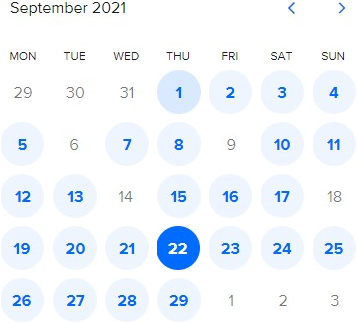 September 2021
MON TUE WED THU FRI SAT SUN
29 30 31 1 2 3 4
5 6 7 8 9 10 11
12 13 14 15 16 17 18
19 20 21 22 23 24 25
26 27 28 29 1 2 3